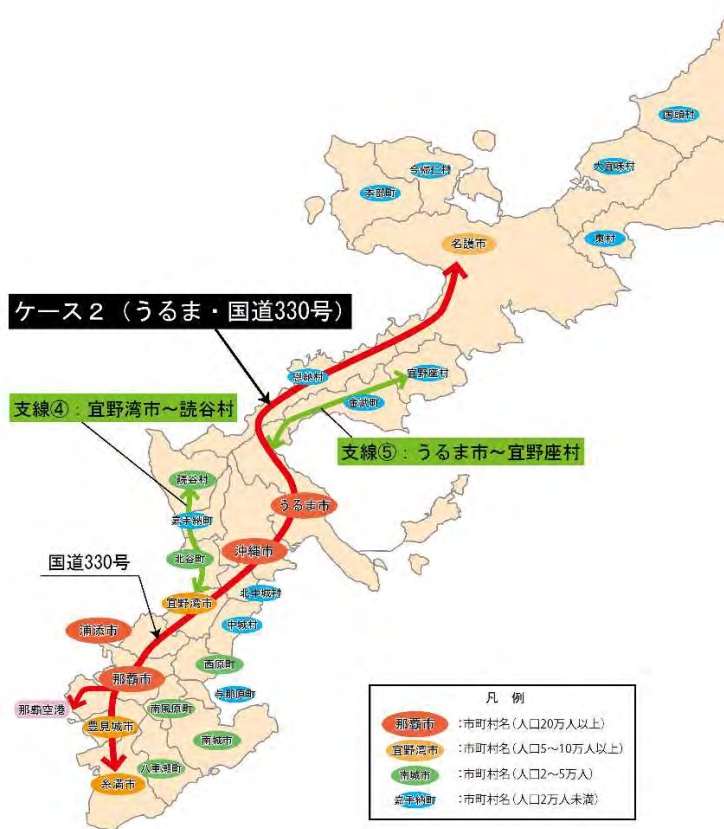 国頭村
大宜味村
今帰仁村
本部町
東村
名護市
ケース2（うるま・国道330号）
恩納村
宜野座村
金武町
支線④：宜野湾市～読谷村
支線⑤：うるま市～宜野座村
読谷村
うるま市
嘉手納町
沖縄市
北谷町
国道330号
北中城村
宜野湾市
中城村
浦添市
西原町
那覇市
与那原町
那覇空港
南風原町
豊見城市
南城市
八重瀬町
糸満市
凡 例
那覇市 :市町村名(人口20万人以上)
宜野湾市 :市町村名(人口5～10万人以上)
南城市 :市町村名(人口2～5万人)
嘉手納町 :市町村名(人口2万人未満)